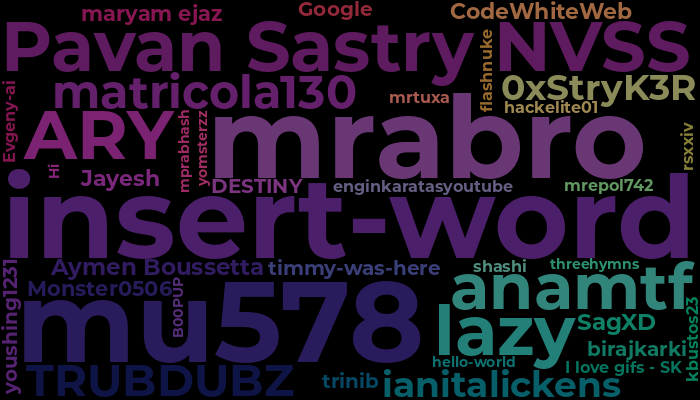 maryam ejaz
Google
CodeWhiteWeb
Pavan Sastry NVSS
flashnuke
matricola130
0xStryK3R
mrtuxa
hackelite01
Evgeny-ai
ARY
mprabhash
yomsterzz
mrabro
rsxxiv
Hi
Jayesh
DESTINY
enginkaratasyoutube
mrepol742
insert-word
Aymen Boussetta
timmy-was-here
shashi
threehymns
youshing1231
Monster0506
B00PUP
anamtf
mu578
lazy
SagXD
kbustos23
birajkarki
hello-world
I love gifs - SK
TRUBDUBZ
trinib
ianitalickens